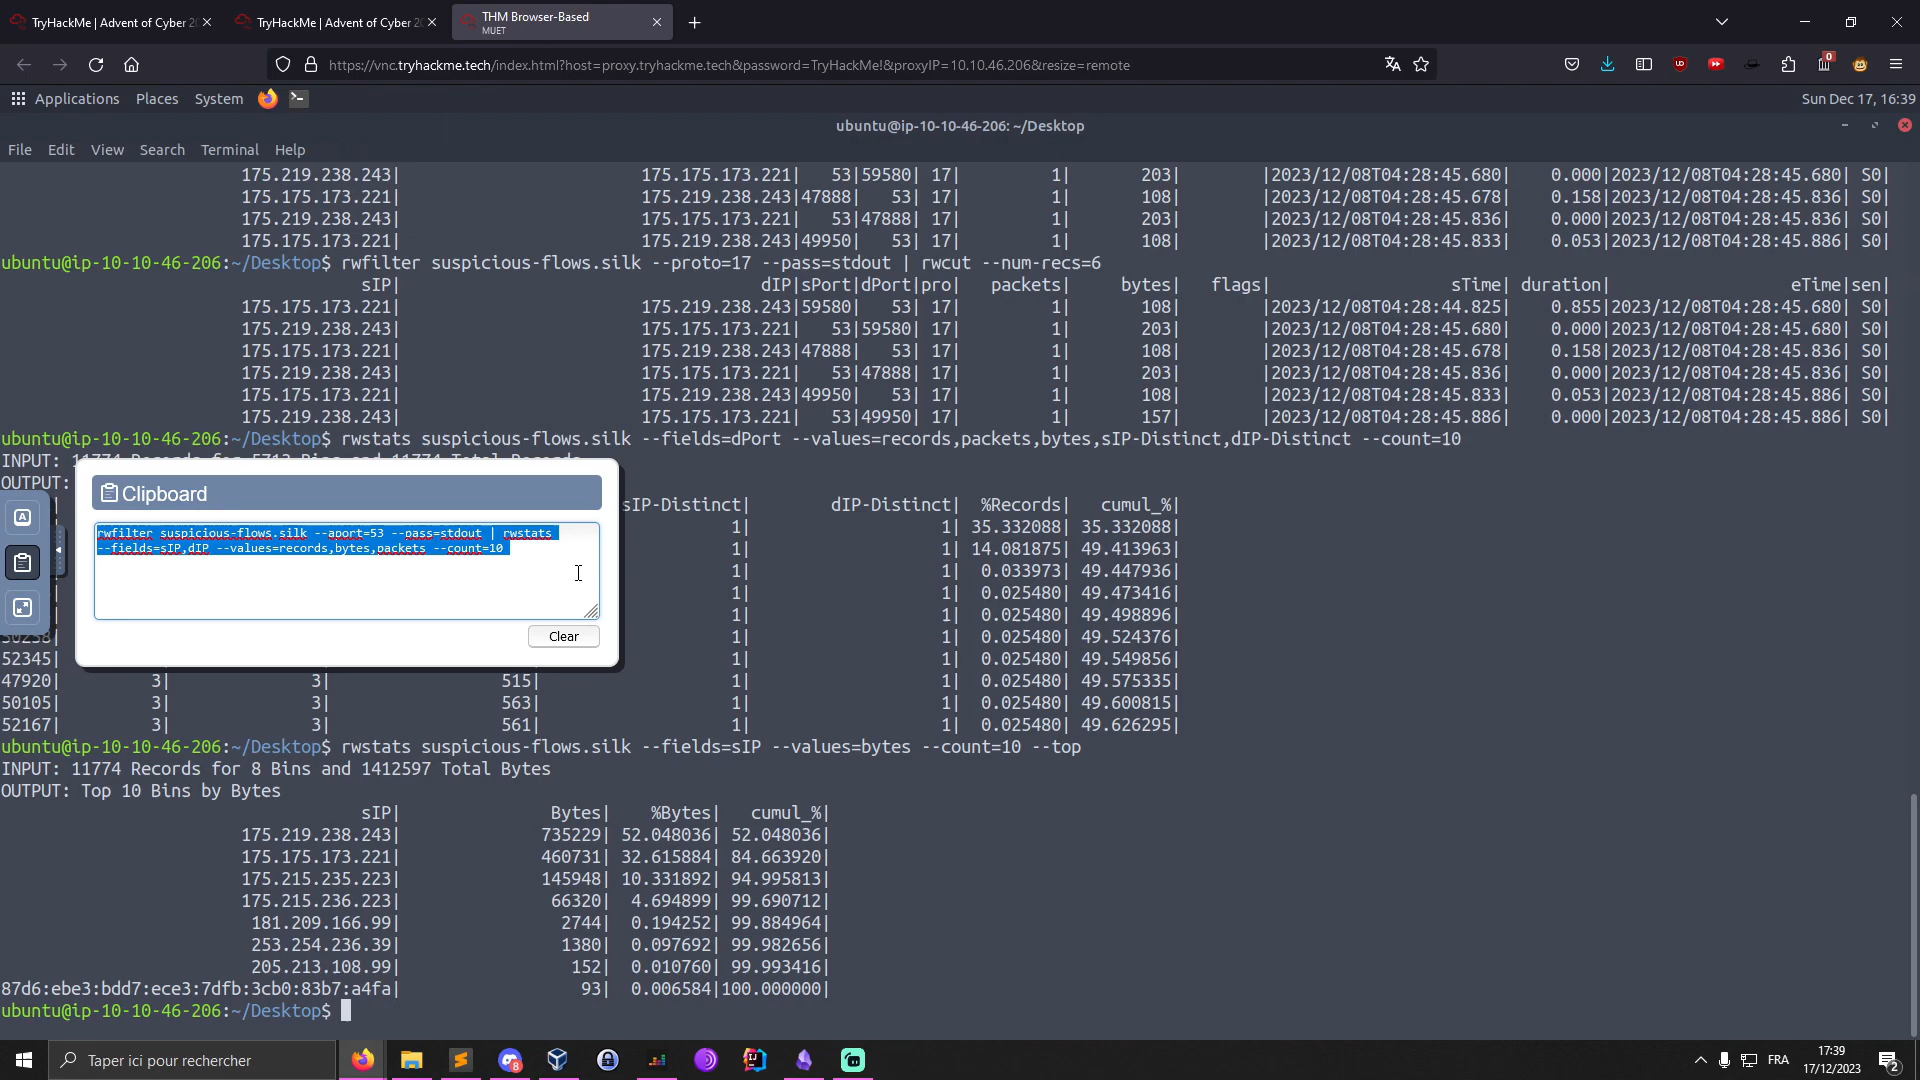 TryHackMe | Advent of Cyber 20
TryHackMe | Advent of Cyber 20
THM Browser-Based
MUET
https://vnc.tryhackme.tech/index.html?host=proxy.tryhackme.tech&password=TryHackMe!&proxyIP=10.10.46.206&resize=remote
0
Applications Places System
Sun Dec 17, 16:39
ubuntu@ip-10-10-46-206: ~/Desktop
File Edit View Search Terminal Help
175.219.238.243| 175.175.173.221| 53|59580| 17| 1| 203| |2023/12/08T04:28:45.680| 0.000|2023/12/08T04:28:45.680| S0|
175.175.173.221| 175.219.238.243|47888| 53| 17| 1| 108| |2023/12/08T04:28:45.678| 0.158|2023/12/08T04:28:45.836| S0|
175.219.238.243| 175.175.173.221| 53|47888| 17| 1| 203| |2023/12/08T04:28:45.836| 0.000|2023/12/08T04:28:45.836| S0|
175.175.173.221| 175.219.238.243|49950| 53| 17| 1| 108| |2023/12/08T04:28:45.833| 0.053|2023/12/08T04:28:45.886| S0|
ubuntu@ip-10-10-46-206:~/Desktop$ rwfilter suspicious-flows.silk --proto=17 --pass=stdout | rwcut --num-recs=6
sIP| dIP|sPort|dPort|pro| packets| bytes| flags| sTime| duration| eTime|sen|
175.175.173.221| 175.219.238.243|59580| 53| 17| 1| 108| |2023/12/08T04:28:44.825| 0.855|2023/12/08T04:28:45.680| S0|
175.219.238.243| 175.175.173.221| 53|59580| 17| 1| 203| |2023/12/08T04:28:45.680| 0.000|2023/12/08T04:28:45.680| S0|
175.175.173.221| 175.219.238.243|47888| 53| 17| 1| 108| |2023/12/08T04:28:45.678| 0.158|2023/12/08T04:28:45.836| S0|
175.219.238.243| 175.175.173.221| 53|47888| 17| 1| 203| |2023/12/08T04:28:45.836| 0.000|2023/12/08T04:28:45.836| S0|
175.175.173.221| 175.219.238.243|49950| 53| 17| 1| 108| |2023/12/08T04:28:45.833| 0.053|2023/12/08T04:28:45.886| S0|
175.219.238.243| 175.175.173.221| 53|49950| 17| 1| 157| |2023/12/08T04:28:45.886| 0.000|2023/12/08T04:28:45.886| S0|
ubuntu@ip-10-10-46-206:~/Desktop$ rwstats suspicious-flows.silk --fields=dPort --values=records,packets,bytes,sIP-Distinct,dIP-Distinct --count=10
INPUT: 11774 Records for 5713 Bins and 11774 Total Records
OUTPUT:
Clipboard
rwfilter suspicious-flows.silk --aport=53 --pass=stdout | rwstats
--fields=sIP,dIP --values=records,bytes,packets --count=10
Clear
sIP-Distinct| dIP-Distinct| %Records| cumul_%|
1| 1| 35.332088| 35.332088|
1| 1| 14.081875| 49.413963|
1| 1| 0.033973| 49.447936|
1| 1| 0.025480| 49.473416|
1| 1| 0.025480| 49.498896|
50238| 1| 1| 0.025480| 49.524376|
52345| 1| 1| 0.025480| 49.549856|
47920| 3| 3| 515| 1| 1| 0.025480| 49.575335|
50105| 3| 3| 563| 1| 1| 0.025480| 49.600815|
52167| 3| 3| 561| 1| 1| 0.025480| 49.626295|
ubuntu@ip-10-10-46-206:~/Desktop$ rwstats suspicious-flows.silk --fields=sIP --values=bytes --count=10 --top
INPUT: 11774 Records for 8 Bins and 1412597 Total Bytes
OUTPUT: Top 10 Bins by Bytes
sIP| Bytes| %Bytes| cumul_%|
175.219.238.243| 735229| 52.048036| 52.048036|
175.175.173.221| 460731| 32.615884| 84.663920|
175.215.235.223| 145948| 10.331892| 94.995813|
175.215.236.223| 66320| 4.694899| 99.690712|
181.209.166.99| 2744| 0.194252| 99.884964|
253.254.236.39| 1380| 0.097692| 99.982656|
205.213.108.99| 152| 0.010760| 99.993416|
87d6:ebe3:bdd7:ece3:7dfb:3cb0:83b7:a4fa| 93| 0.006584|100.000000|
ubuntu@ip-10-10-46-206:~/Desktop$
Taper ici pour rechercher
8
FRA
17:39
17/12/2023
2